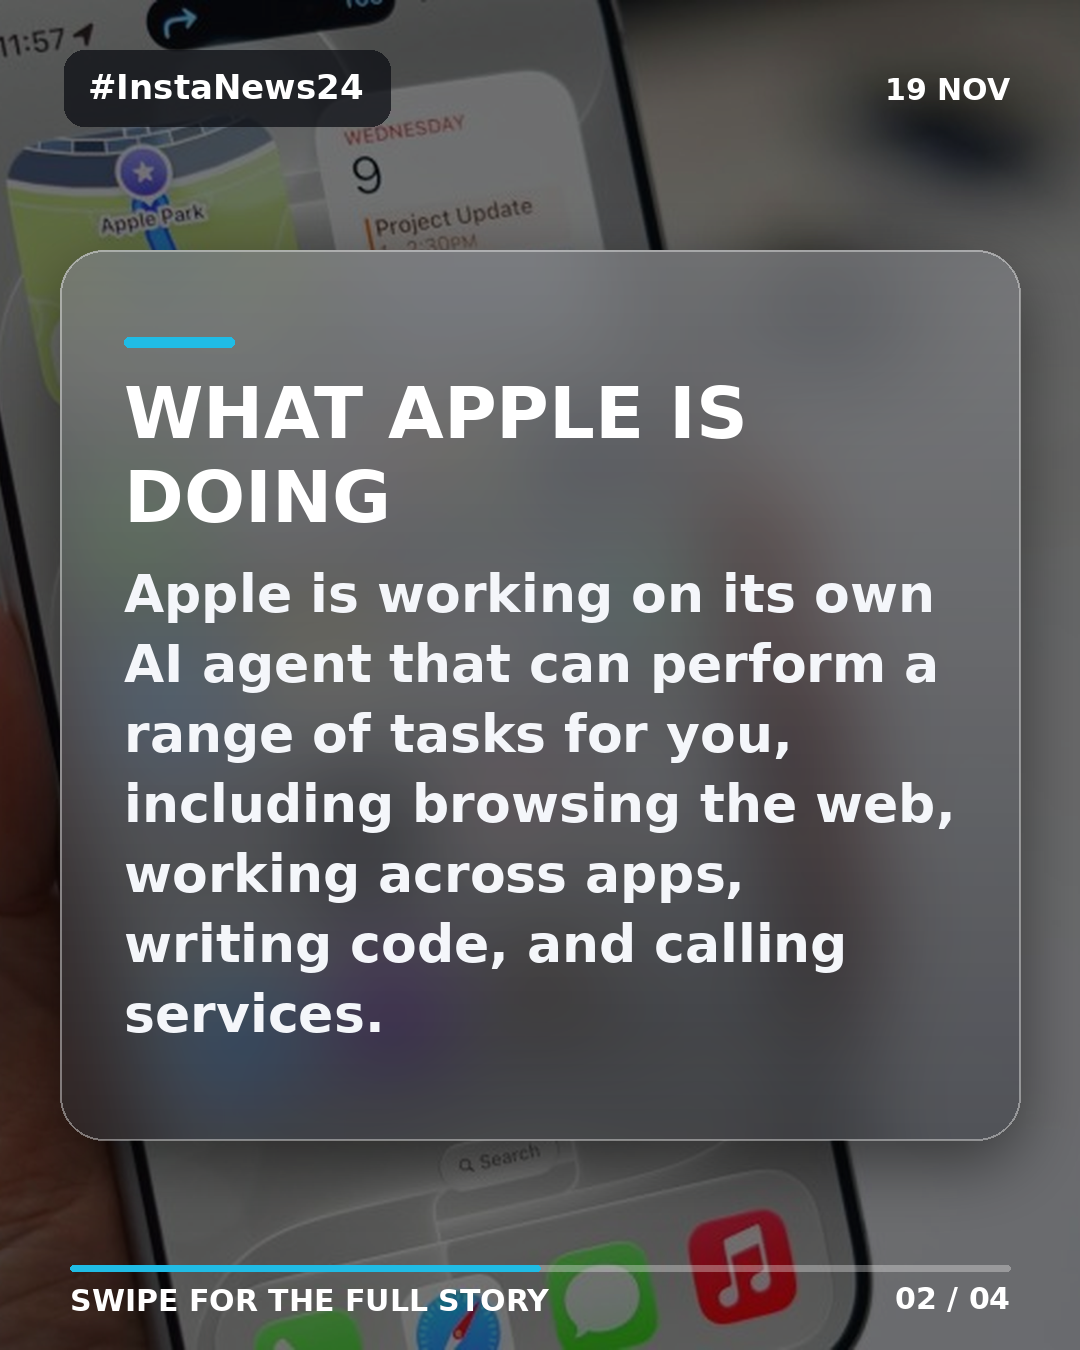 11:57
#InstaNews24
19 NOV
WEDNESDAY
9
Apple Park
Project Update
2:30PM
WHAT APPLE IS
DOING
Apple is working on its own
AI agent that can perform a
range of tasks for you,
including browsing the web,
working across apps,
writing code, and calling
services.
Search
SWIPE FOR THE FULL STORY
02 / 04